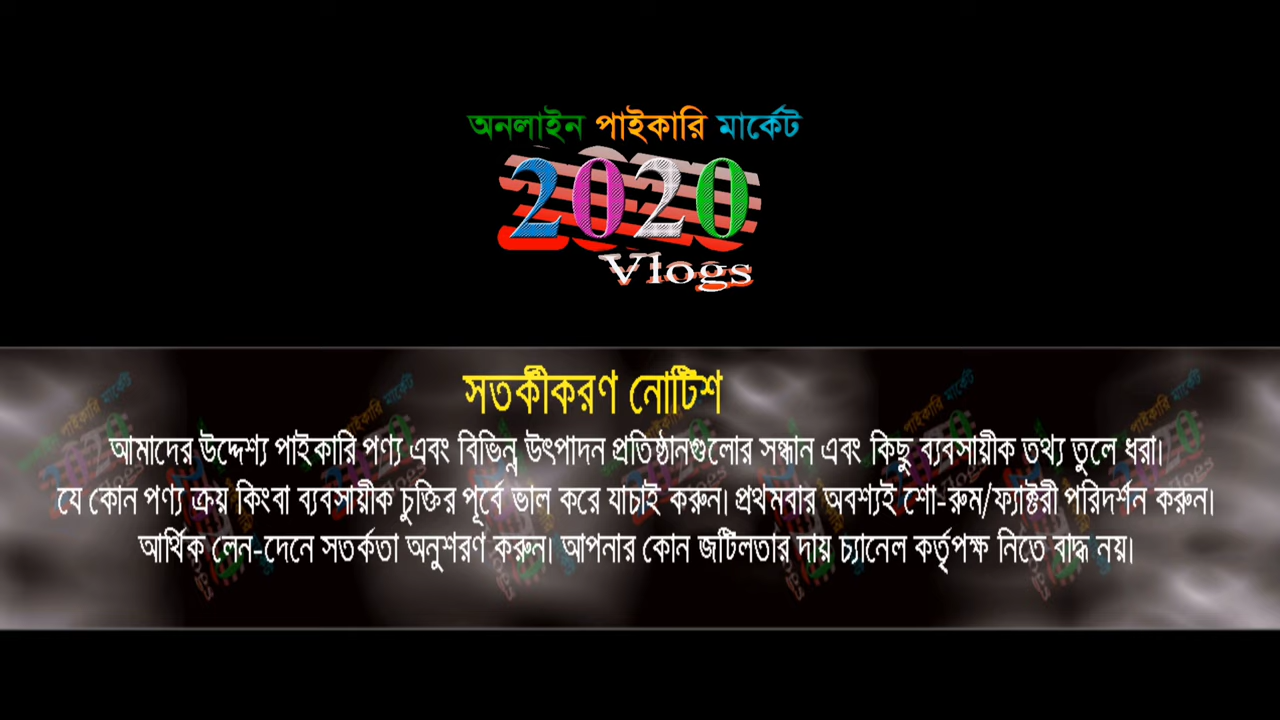 অনলাইন পাইকারি মার্কেট
2020
Vlogs
সতর্কীকরণ নোটিশ
আমাদের উদ্দেশ্য পাইকারি পণ্য এবং বিভিন্ন উৎপাদন প্রতিষ্ঠানগুলোর সন্ধান এবং কিছু ব্যবসায়ীক তথ্য তুলে ধরা।
যে কোন পণ্য ক্রয় কিংবা ব্যবসায়ীক চুক্তির পূর্বে ভাল করে যাচাই করুন। প্রথমবার অবশ্যই শো-রুম/ফ্যাক্টরী পরিদর্শন করুন।
আর্থিক লেন-দেনে সতর্কতা অনুশরণ করুন। আপনার কোন জটিলতার দায় চ্যানেল কর্তৃপক্ষ নিতে বাদ্ধ নয়।